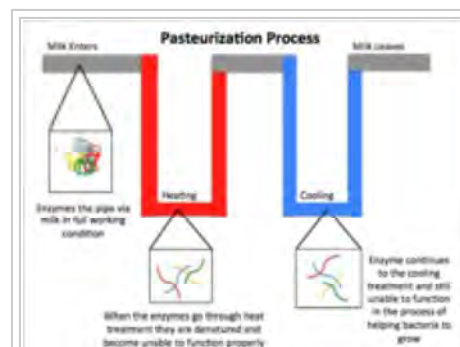 Pasteurization Process
Milk Enters
Milk Leaves
Heating
Cooling
Enzymes the pipe via
milk in full working
condition
When the enzymes go through heat
treatment they are denatured and
become unable to function properly
Enzyme continues
to the cooling
treatment and still
unable to function
in the process of
helping bacteria to
grow